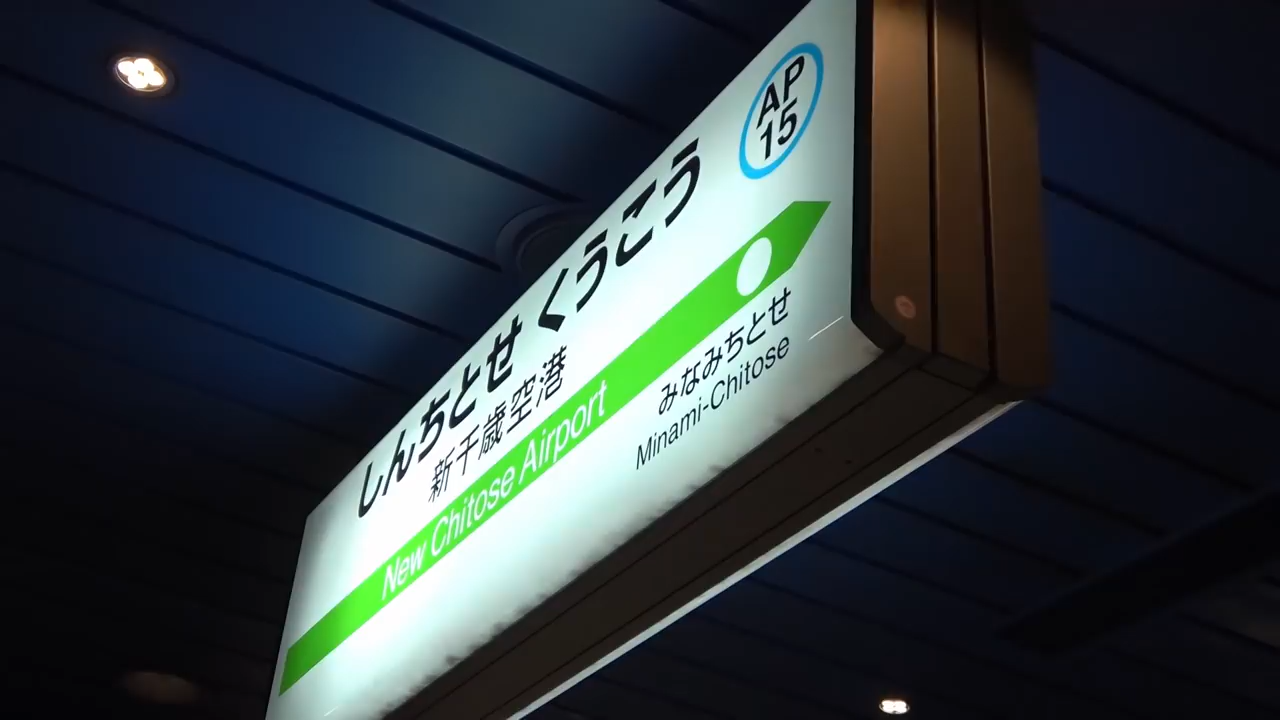 AP
15
しんちとせ くうこう
新千歳空港
New Chitose Airport
みなみちとせ
Minami-Chitose